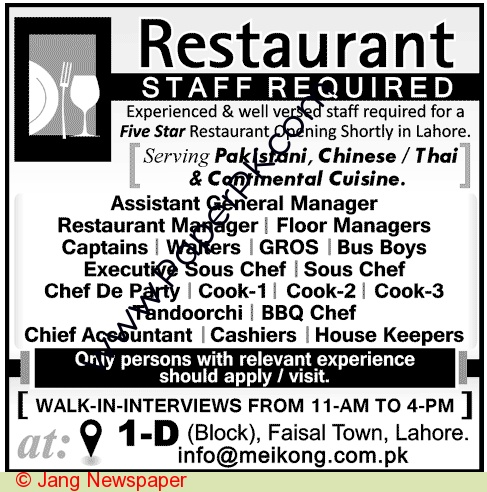 Restaurant
STAFF REQUIRED
Experienced & well versed staff required for a
Five Star Restaurant Opening Shortly in Lahore.
Serving Pakistani, Chinese / Thai
& Continental Cuisine.
Assistant General Manager
Restaurant Manager | Floor Managers
Captains | Waiters | GROS | Bus Boys
Executive Sous Chef | Sous Chef
Chef De Party | Cook-1 | Cook-2 | Cook-3
Tandoorchi | BBQ Chef
Chief Accountant | Cashiers | House Keepers
Only persons with relevant experience
should apply / visit.
[ WALK-IN-INTERVIEWS FROM 11-AM TO 4-PM ]
at: 1-D (Block), Faisal Town, Lahore.
info@meikong.com.pk
www.PaperPk.com
© Jang Newspaper